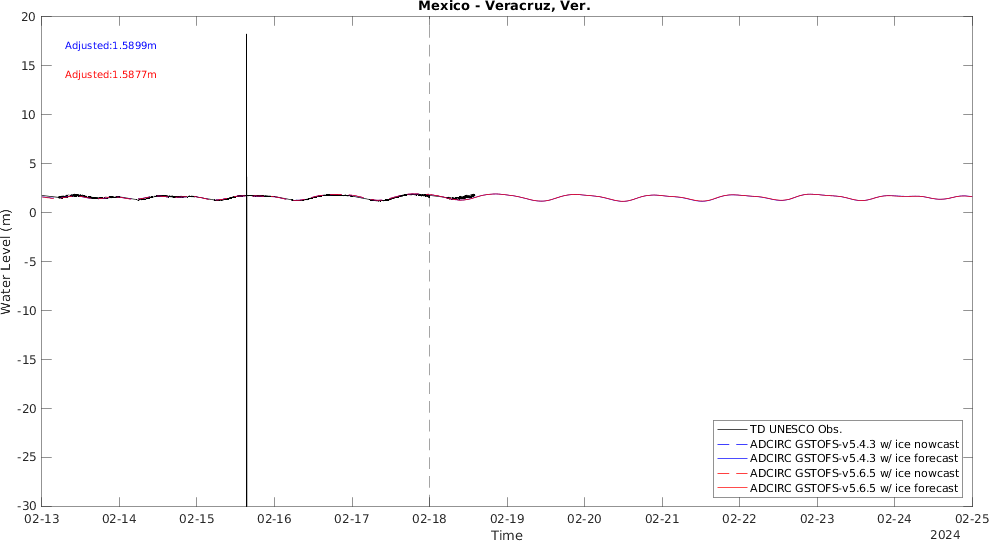 Mexico - Veracruz, Ver.
20
15
10
5
0
-5
-10
-15
-20
-25
-30
Water Level (m)
Adjusted:1.5899m
Adjusted:1.5877m
TD UNESCO Obs.
ADCIRC GSTOFS-v5.4.3 w/ ice nowcast
ADCIRC GSTOFS-v5.4.3 w/ ice forecast
ADCIRC GSTOFS-v5.6.5 w/ ice nowcast
ADCIRC GSTOFS-v5.6.5 w/ ice forecast
02-13 02-14 02-15 02-16 02-17 02-18 02-19 02-20 02-21 02-22 02-23 02-24 02-25
Time
2024